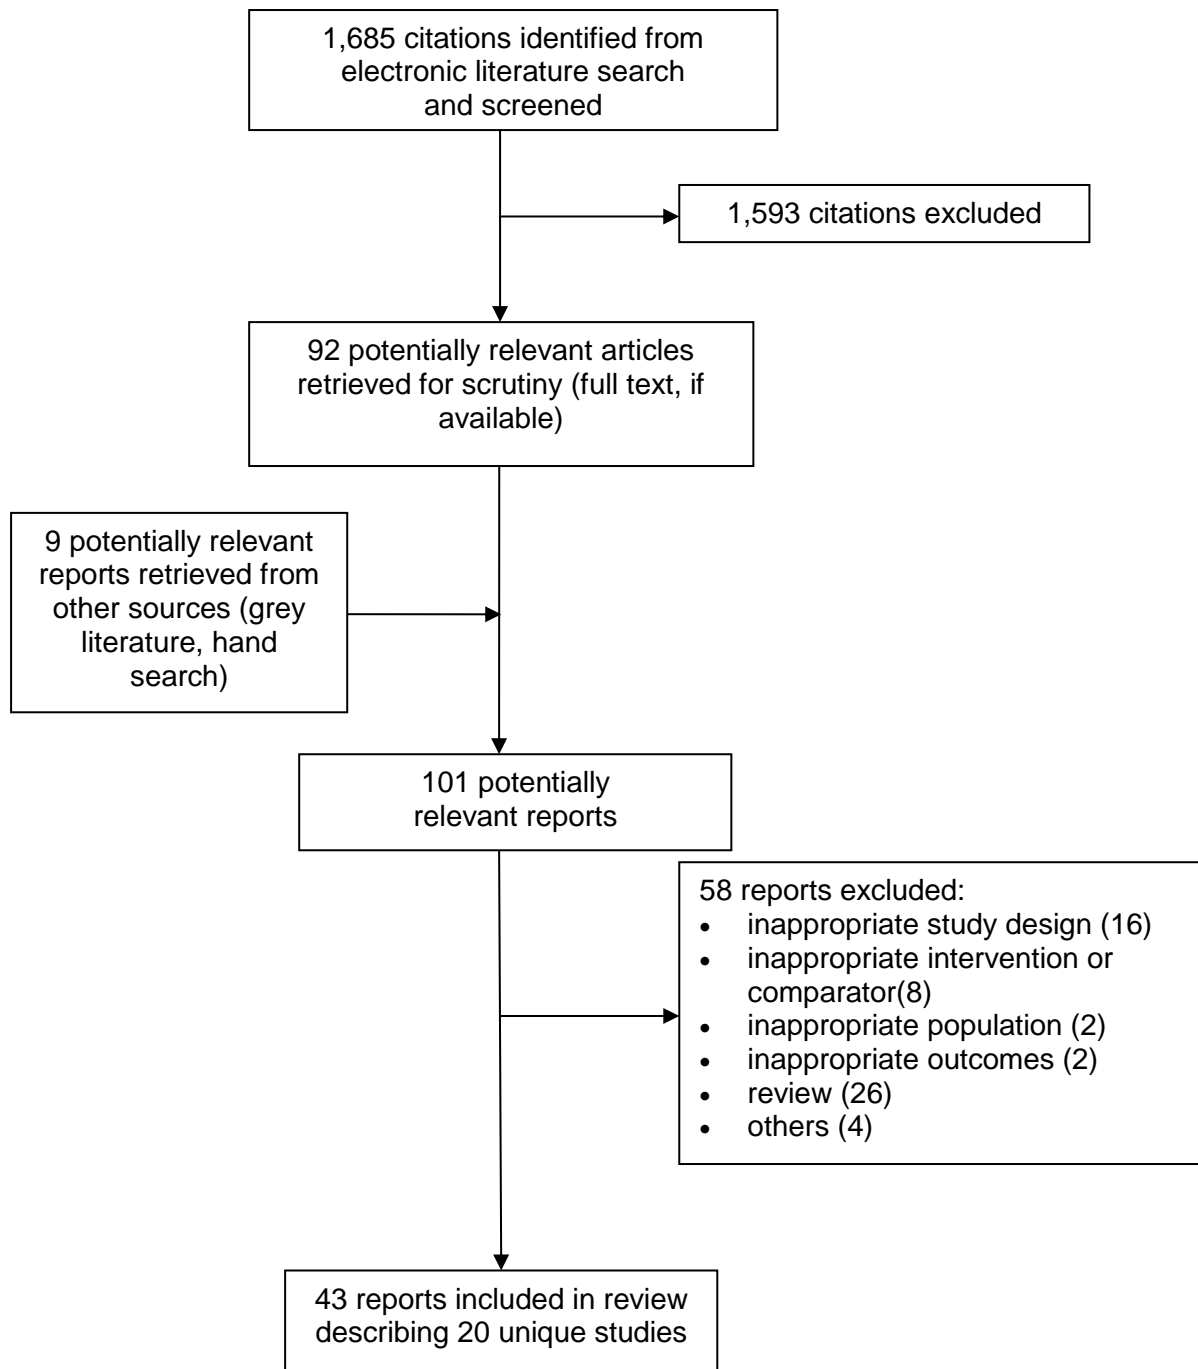 1,685 citations identified from
electronic literature search
and screened
1,593 citations excluded
92 potentially relevant articles
retrieved for scrutiny (full text, if
available)
9 potentially relevant
reports retrieved from
other sources (grey
literature, hand
search)
101 potentially
relevant reports
58 reports excluded:
• inappropriate study design (16)
• inappropriate intervention or
comparator(8)
• inappropriate population (2)
• inappropriate outcomes (2)
• review (26)
• others (4)
43 reports included in review
describing 20 unique studies